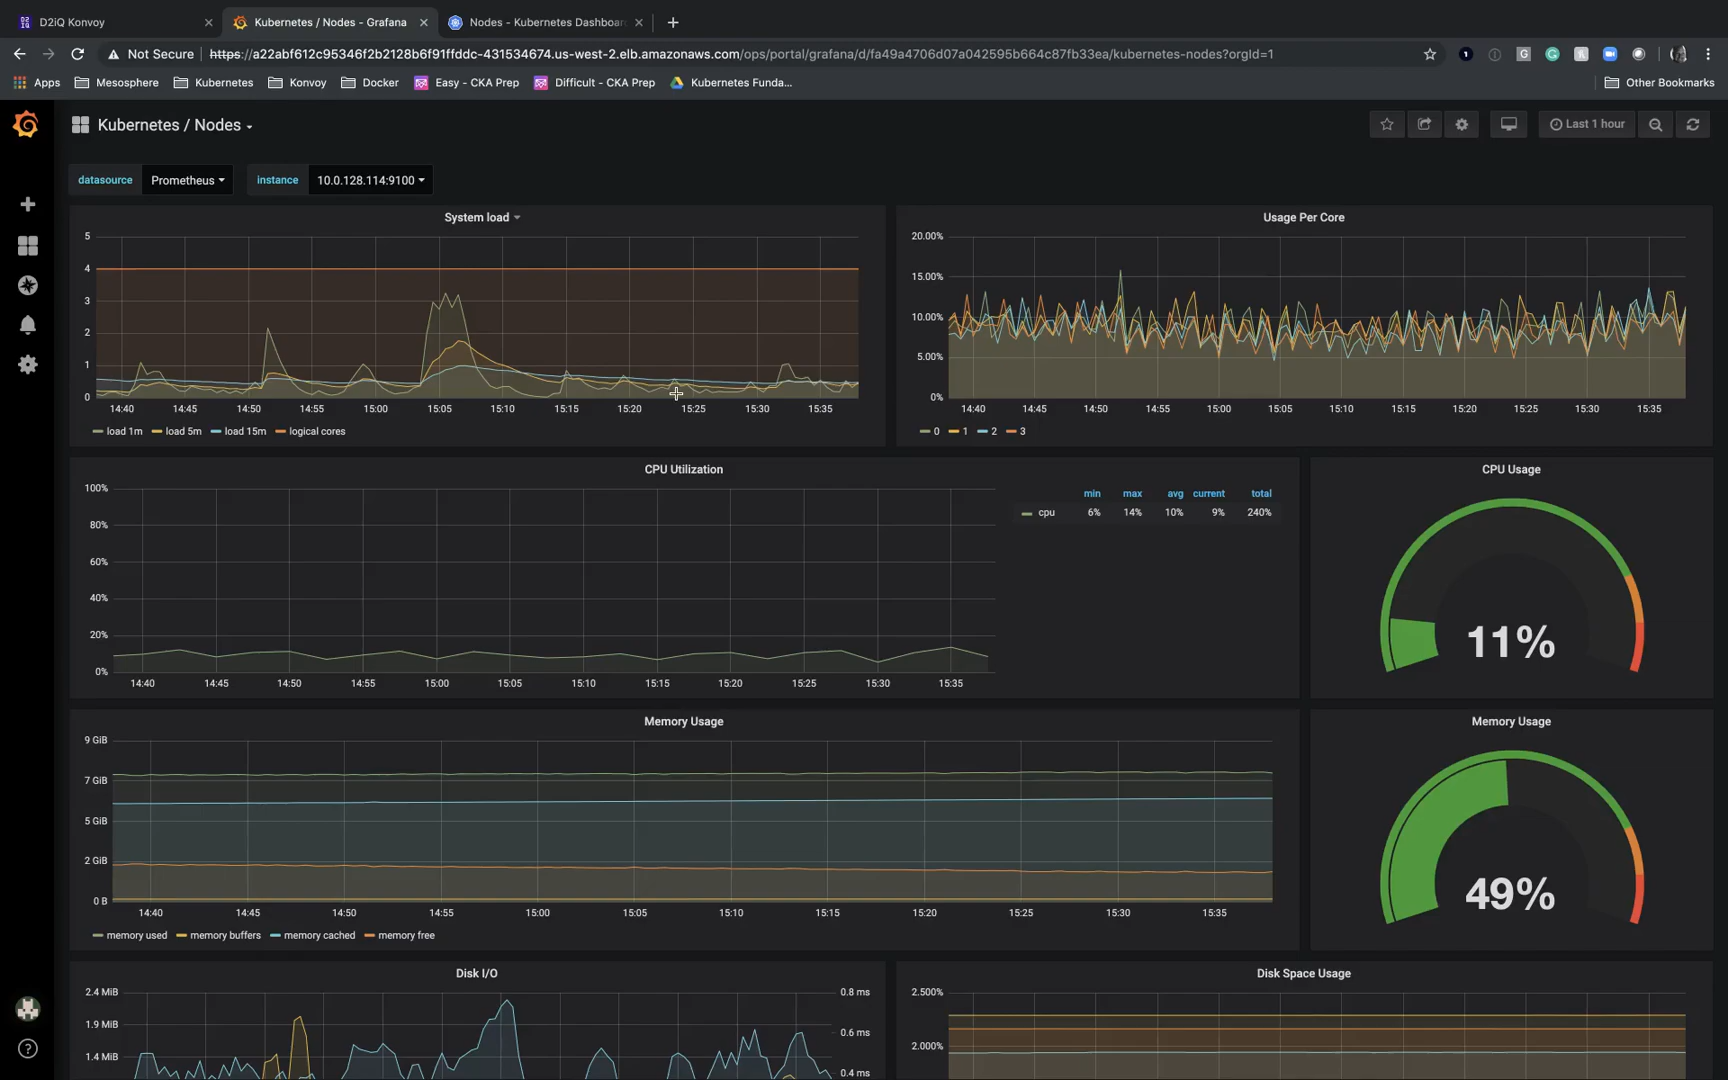 D2iQ Konvoy
Kubernetes / Nodes - Grafana
Nodes - Kubernetes Dashboar
Not Secure
https://a22abf612c95346f2b2128b6f91ffddc-431534674.us-west-2.elb.amazonaws.com/ops/portal/grafana/d/fa49a4706d07a042595b664c87fb33ea/kubernetes-nodes?orgId=1
Apps Mesosphere Kubernetes Konvoy Docker Easy - CKA Prep Difficult - CKA Prep Kubernetes Funda... Other Bookmarks
Kubernetes / Nodes
Last 1 hour
datasource Prometheus instance 10.0.128.114:9100
System load
5
4
3
2
1
0
14:40 14:45 14:50 14:55 15:00 15:05 15:10 15:15 15:20 15:25 15:30 15:35
load 1m load 5m load 15m logical cores
Usage Per Core
20.00%
15.00%
10.00%
5.00%
0%
14:40 14:45 14:50 14:55 15:00 15:05 15:10 15:15 15:20 15:25 15:30 15:35
0 1 2 3
CPU Utilization
100%
80%
60%
40%
20%
0%
14:40 14:45 14:50 14:55 15:00 15:05 15:10 15:15 15:20 15:25 15:30 15:35
min max avg current total
cpu 6% 14% 10% 9% 240%
CPU Usage
11%
Memory Usage
9 GiB
7 GiB
5 GiB
2 GiB
0 B
14:40 14:45 14:50 14:55 15:00 15:05 15:10 15:15 15:20 15:25 15:30 15:35
memory used memory buffers memory cached memory free
Memory Usage
49%
Disk I/O
2.4 MiB
1.9 MiB
1.4 MiB
0.8 ms
0.6 ms
0.4 ms
Disk Space Usage
2.500%
2.000%